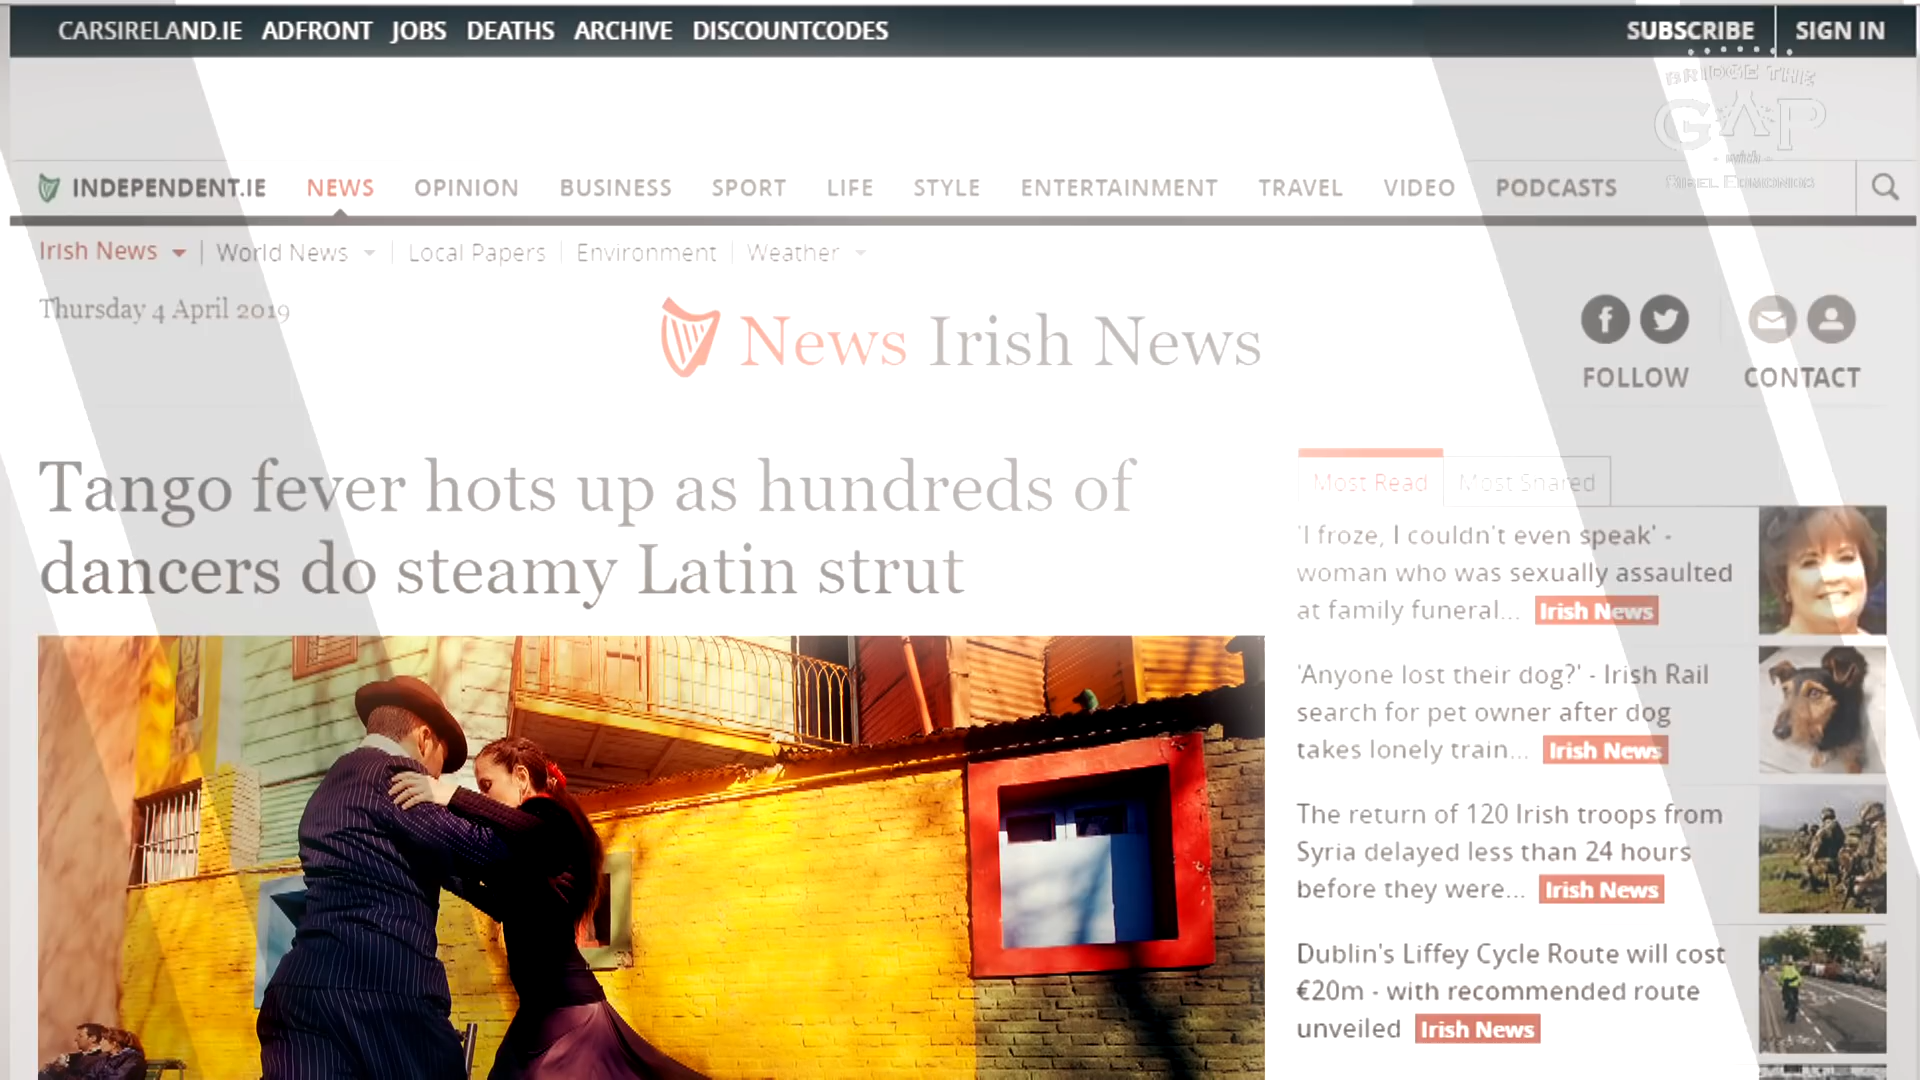 CARSIRELAND.IE ADFRONT JOBS DEATHS ARCHIVE DISCOUNTCODES
SUBSCRIBE SIGN IN
BRIDGE THE
GAP
- with -
SIBEL EDMONDS
INDEPENDENT.IE NEWS OPINION BUSINESS SPORT LIFE STYLE ENTERTAINMENT TRAVEL VIDEO PODCASTS
Irish News World News Local Papers Environment Weather
Thursday 4 April 2019
News Irish News
FOLLOW CONTACT
Tango fever hots up as hundreds of
dancers do steamy Latin strut
Most Read Most Shared
'I froze, I couldn't even speak' -
woman who was sexually assaulted
at family funeral... Irish News
'Anyone lost their dog?' - Irish Rail
search for pet owner after dog
takes lonely train... Irish News
The return of 120 Irish troops from
Syria delayed less than 24 hours
before they were... Irish News
Dublin's Liffey Cycle Route will cost
€20m - with recommended route
unveiled Irish News